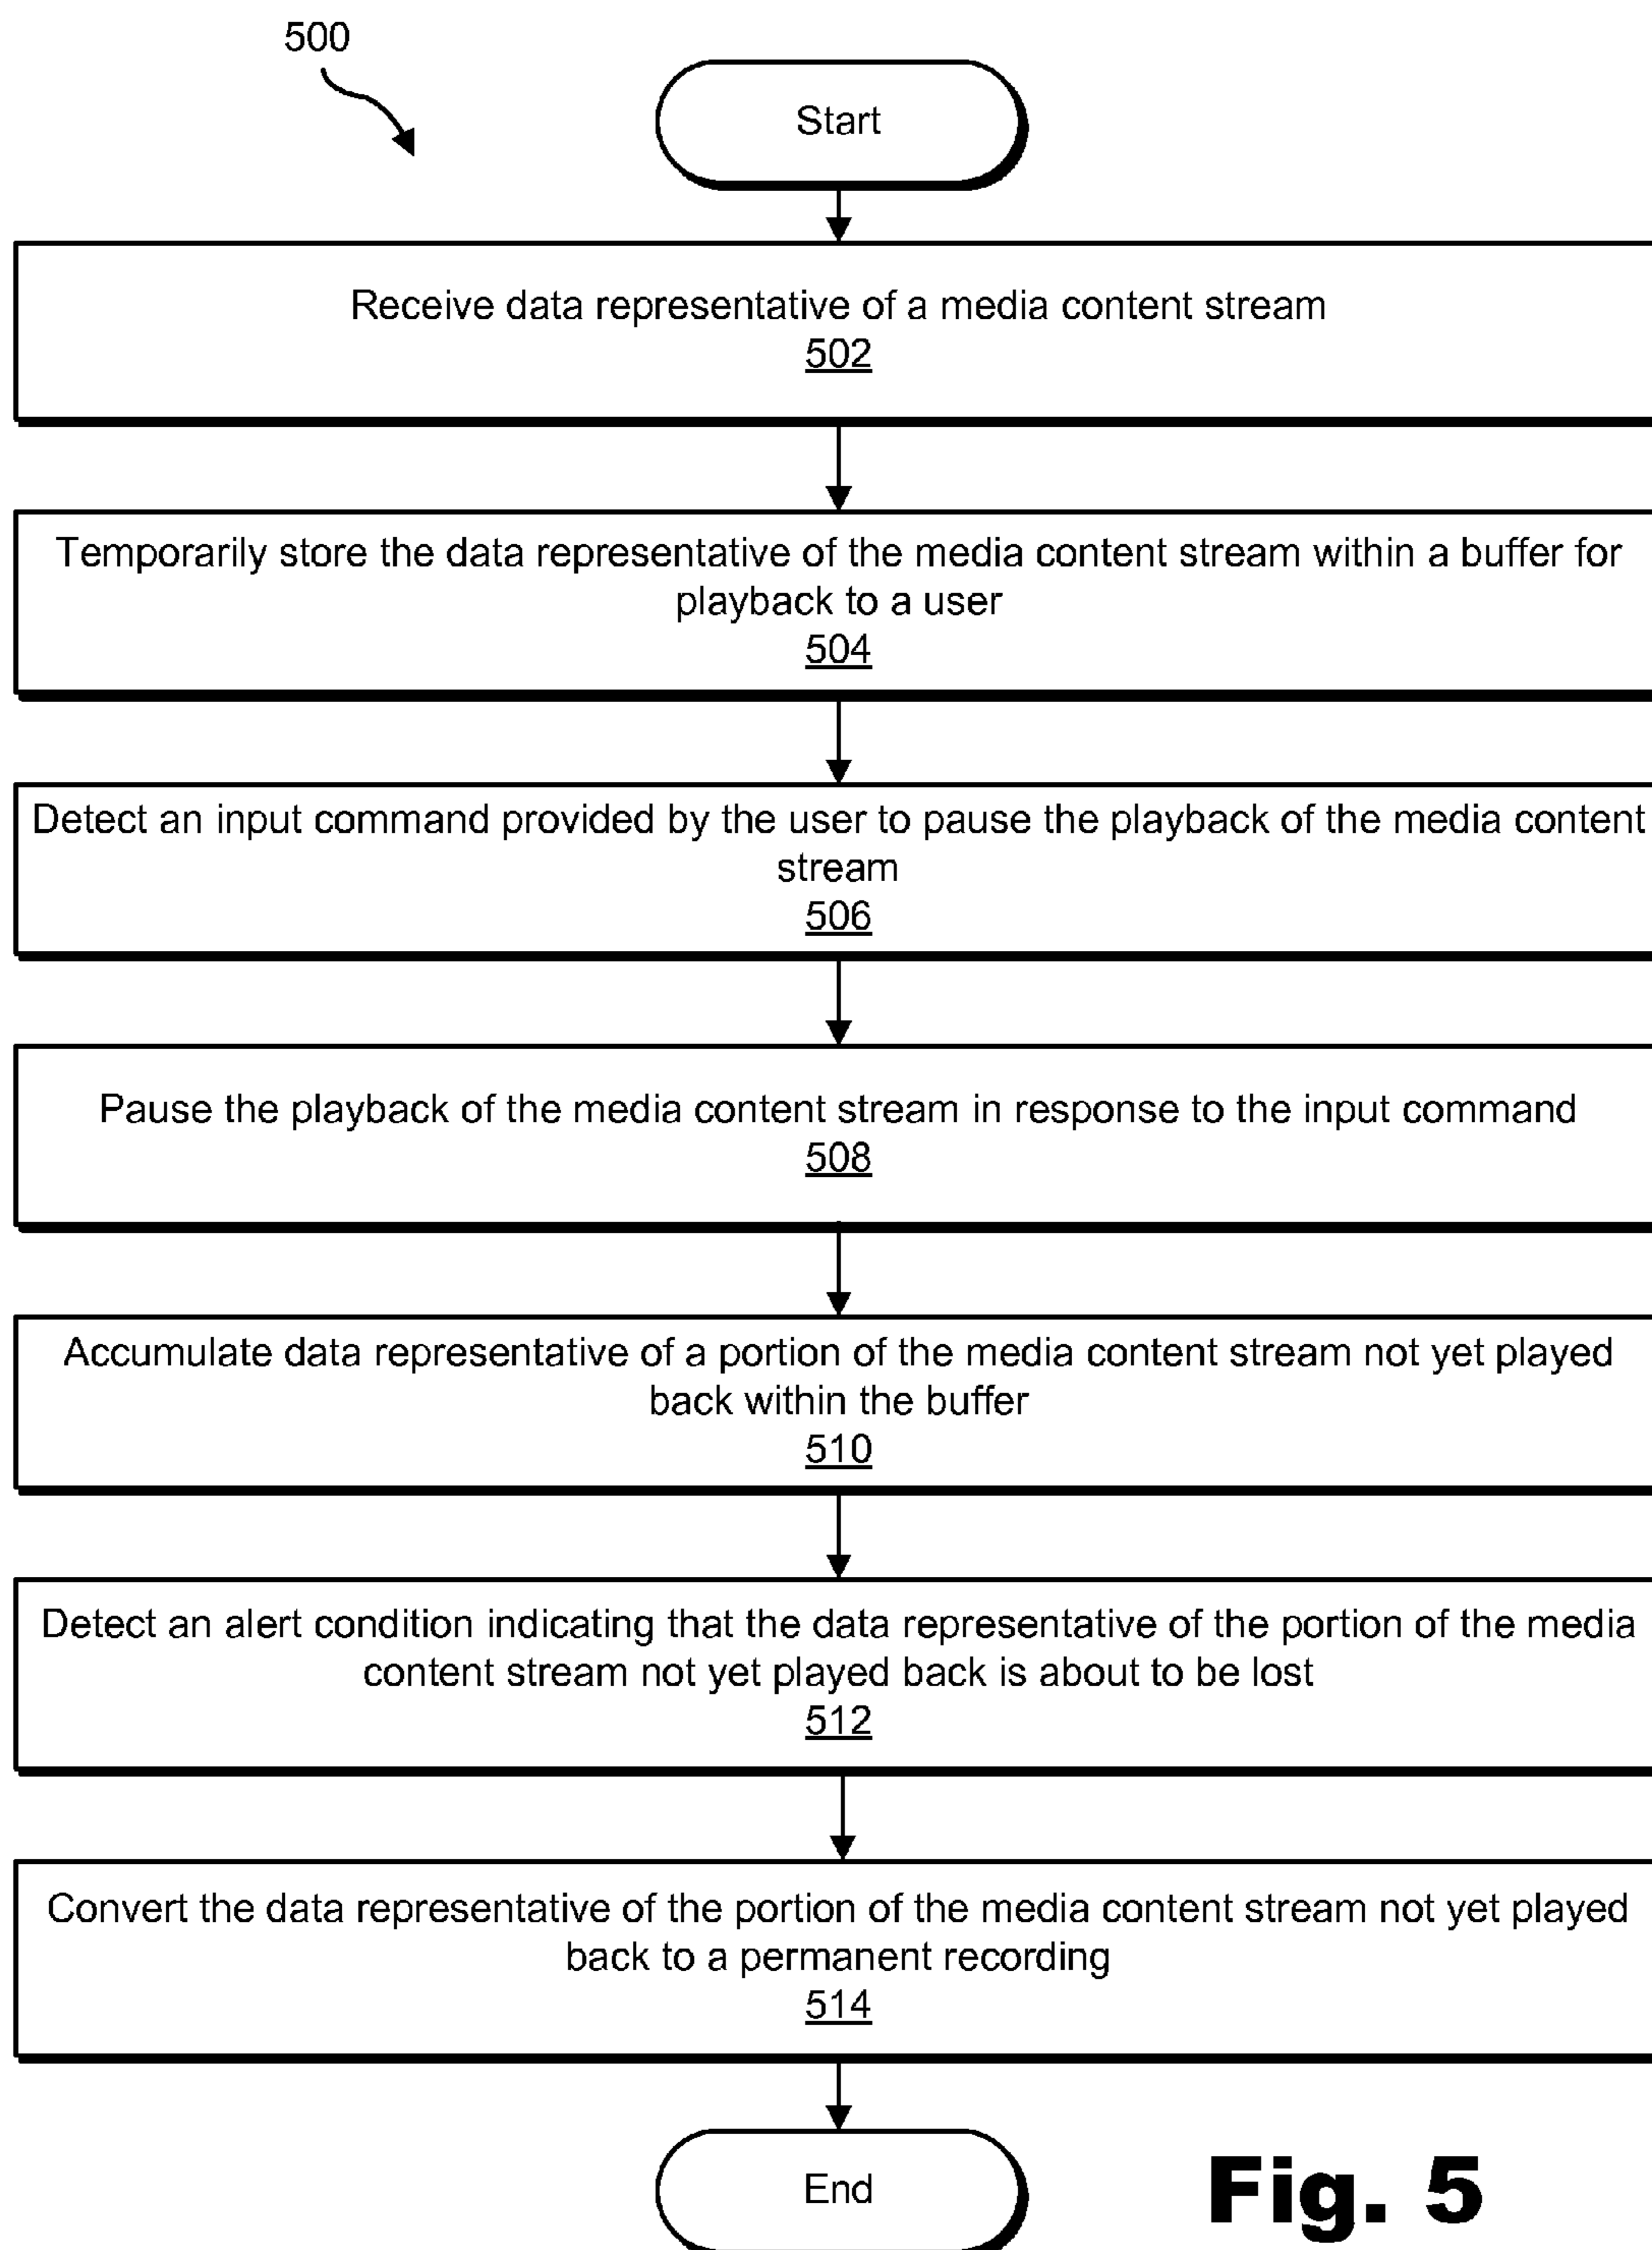 500
Start
Receive data representative of a media content stream
502
Temporarily store the data representative of the media content stream within a buffer for
playback to a user
504
Detect an input command provided by the user to pause the playback of the media content
stream
506
Pause the playback of the media content stream in response to the input command
508
Accumulate data representative of a portion of the media content stream not yet played
back within the buffer
510
Detect an alert condition indicating that the data representative of the portion of the media
content stream not yet played back is about to be lost
512
Convert the data representative of the portion of the media content stream not yet played
back to a permanent recording
514
End
Fig. 5